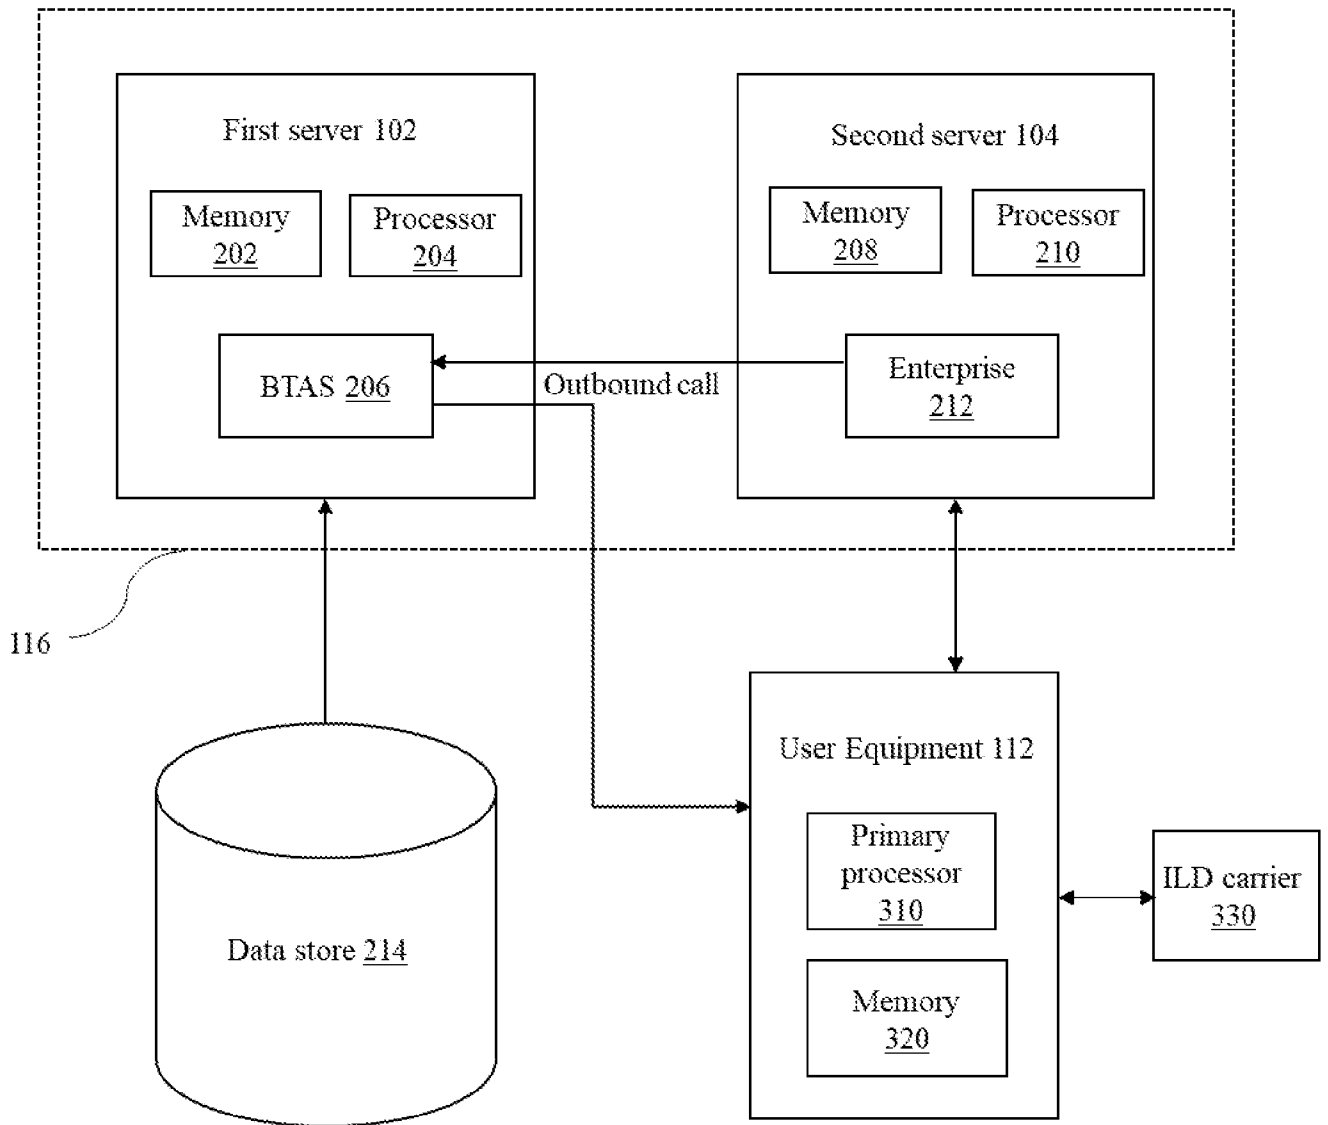 First server 102
Second server 104
Memory
202
Processor
204
Memory
208
Processor
210
BTAS 206
Outbound call
Enterprise
212
116
User Equipment 112
Primary
processor
310
ILD carrier
330
Data store 214
Memory
320